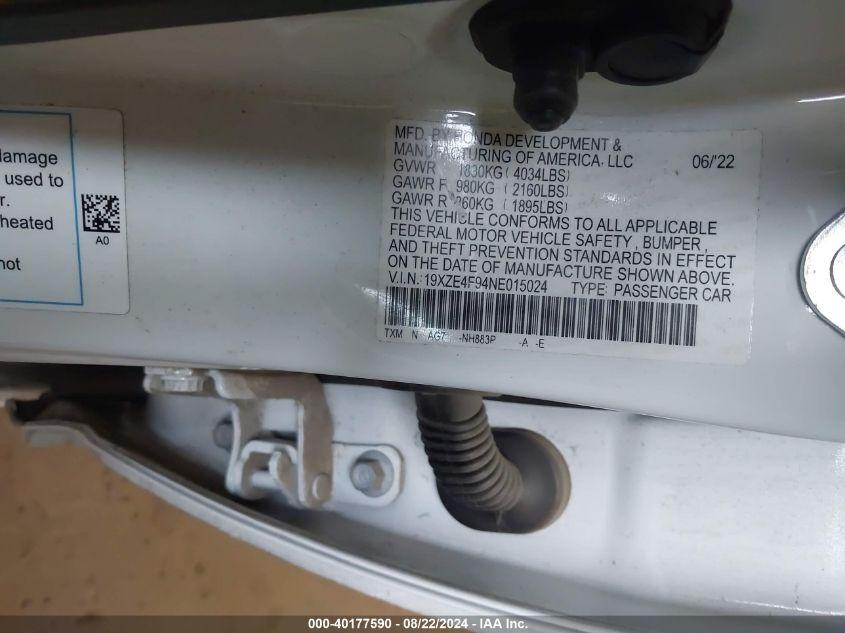 damage
used to
r.
heated
not
A0
MFD. BY HONDA DEVELOPMENT &
MANUFACTURING OF AMERICA, LLC 06/'22
GVWR 1830KG ( 4034LBS)
GAWR F 980KG ( 2160LBS)
GAWR R 860KG ( 1895LBS)
THIS VEHICLE CONFORMS TO ALL APPLICABLE
FEDERAL MOTOR VEHICLE SAFETY , BUMPER ,
AND THEFT PREVENTION STANDARDS IN EFFECT
ON THE DATE OF MANUFACTURE SHOWN ABOVE.
V.I.N.: 19XZE4F94NE015024 TYPE: PASSENGER CAR
TXM N AG7 -NH883P -A -E
000-40177590 - 08/22/2024 - IAA Inc.